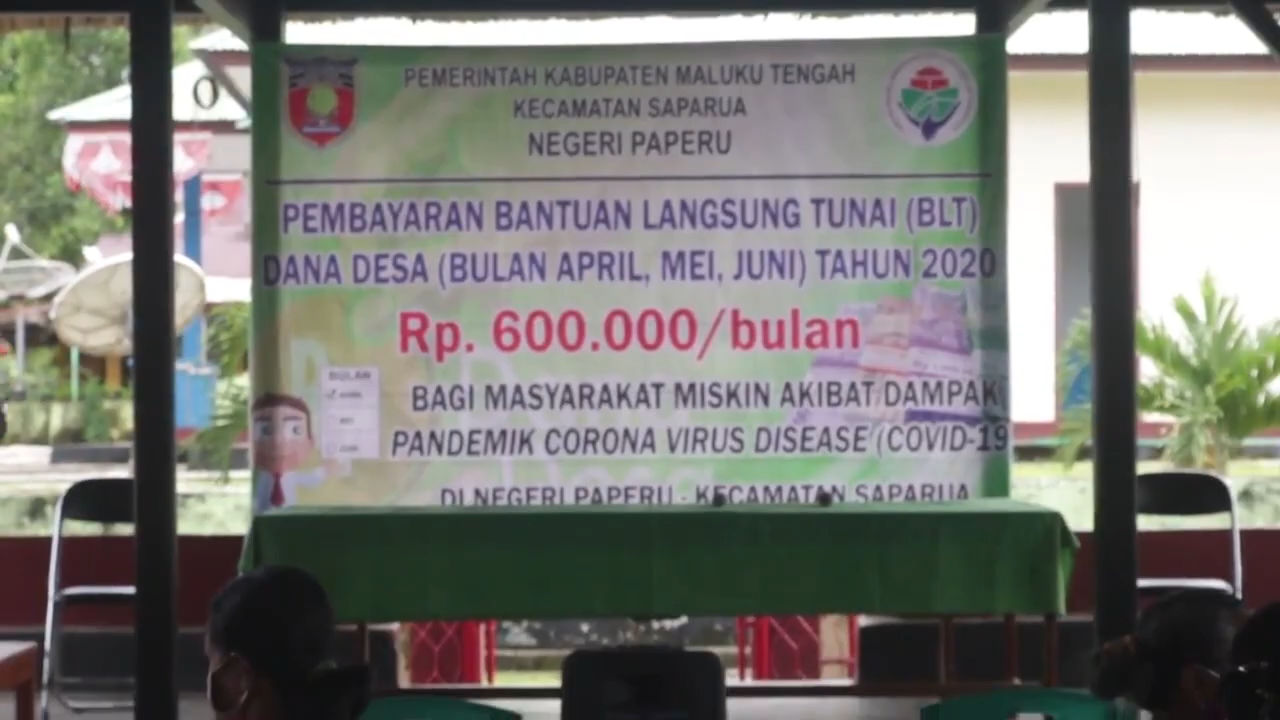 PEMERINTAH KABUPATEN MALUKU TENGAH
KECAMATAN SAPARUA
NEGERI PAPERU
PEMBAYARAN BANTUAN LANGSUNG TUNAI (BLT)
DANA DESA (BULAN APRIL, MEI, JUNI) TAHUN 2020
Rp. 600.000/bulan
BULAN
BAGI MASYARAKAT MISKIN AKIBAT DAMPAK
PANDEMIK CORONA VIRUS DISEASE (COVID-19
DI NEGERI PAPERU - KECAMATAN SAPARUA